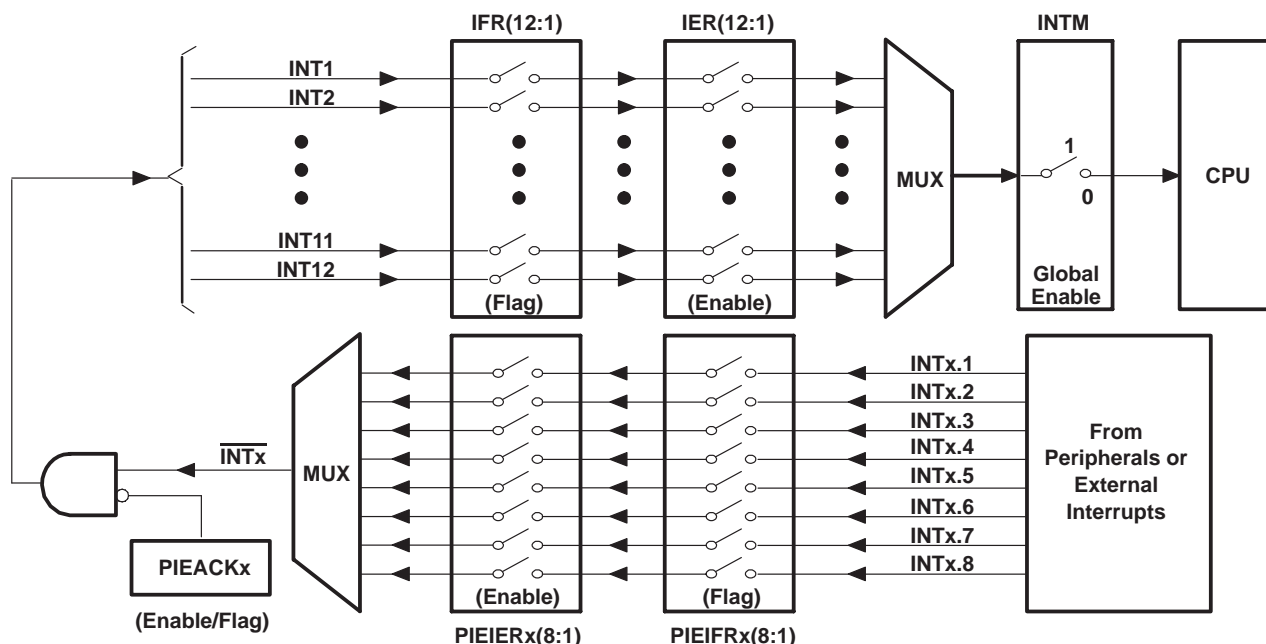 IFR(12:1)
IER(12:1)
INTM
INT1
INT2
1
MUX
CPU
0
INT11
INT12
Global
Enable
(Flag)
(Enable)
INTx.1
INTx.2
INTx.3
INTx.4
INTx.5
INTx.6
INTx.7
INTx.8
From
Peripherals or
External
Interrupts
INTx
MUX
PIEACKx
(Enable/Flag)
(Enable)
(Flag)
PIEIERx(8:1)
PIEIFRx(8:1)